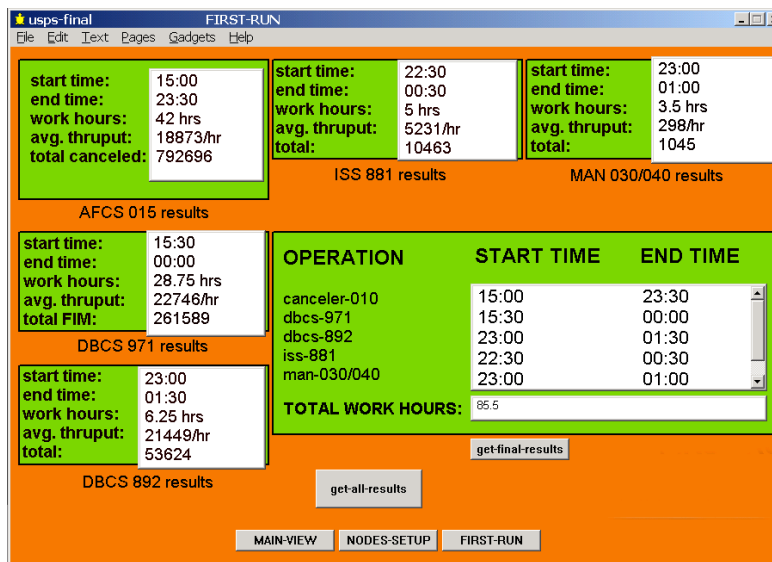 usps-final FIRST-RUN
File Edit Text Pages Gadgets Help
start time: 15:00
end time: 23:30
work hours: 42 hrs
avg. thruput: 18873/hr
total canceled: 792696
AFCS 015 results
start time: 22:30
end time: 00:30
work hours: 5 hrs
avg. thruput: 5231/hr
total: 10463
ISS 881 results
start time: 23:00
end time: 01:00
work hours: 3.5 hrs
avg. thruput: 298/hr
total: 1045
MAN 030/040 results
start time: 15:30
end time: 00:00
work hours: 28.75 hrs
avg. thruput: 22746/hr
total FIM: 261589
DBCS 971 results
start time: 23:00
end time: 01:30
work hours: 6.25 hrs
avg. thruput: 21449/hr
total: 53624
DBCS 892 results
OPERATION START TIME END TIME
canceler-010 15:00 23:30
dbcs-971 15:30 00:00
dbcs-892 23:00 01:30
iss-881 22:30 00:30
man-030/040 23:00 01:00
TOTAL WORK HOURS: 85.5
get-final-results
get-all-results
MAIN-VIEW NODES-SETUP FIRST-RUN